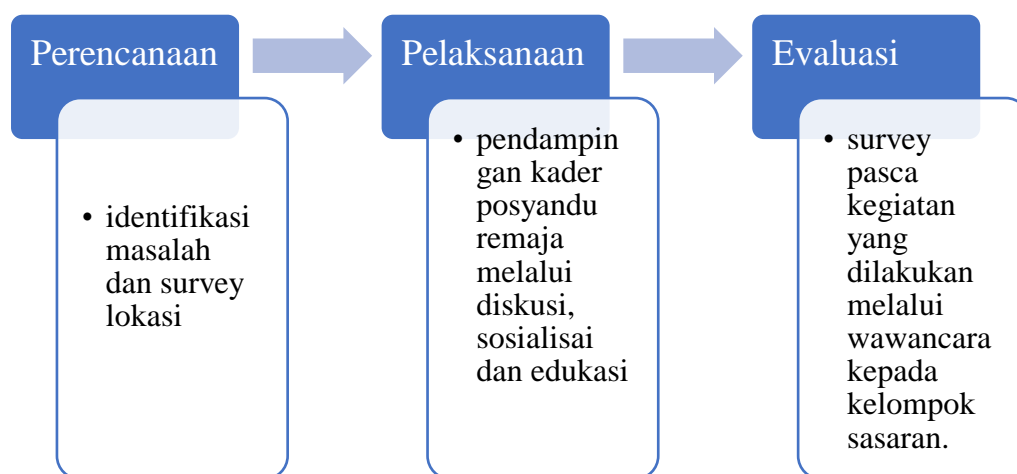 Perencanaan
• identifikasi
masalah
dan survey
lokasi
Pelaksanaan
• pendampin
gan kader
posyandu
remaja
melalui
diskusi,
sosialisai
dan edukasi
Evaluasi
• survey
pasca
kegiatan
yang
dilakukan
melalui
wawancara
kepada
kelompok
sasaran.